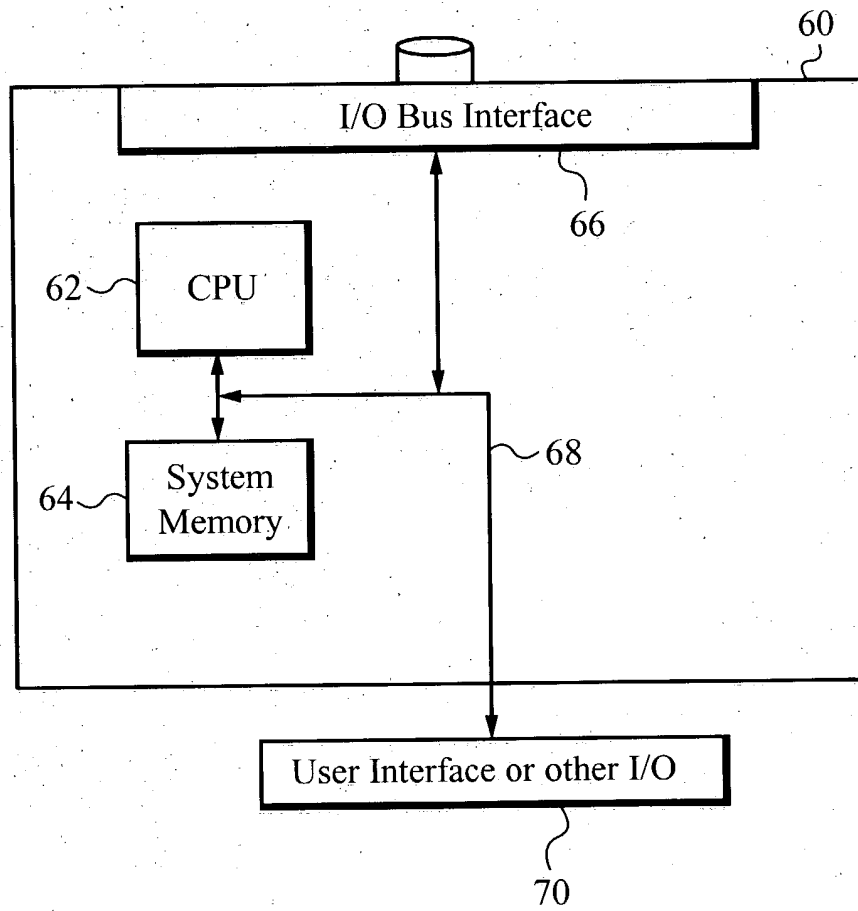 60
I/O Bus Interface
66
62
CPU
68
64
System
Memory
User Interface or other I/O
70